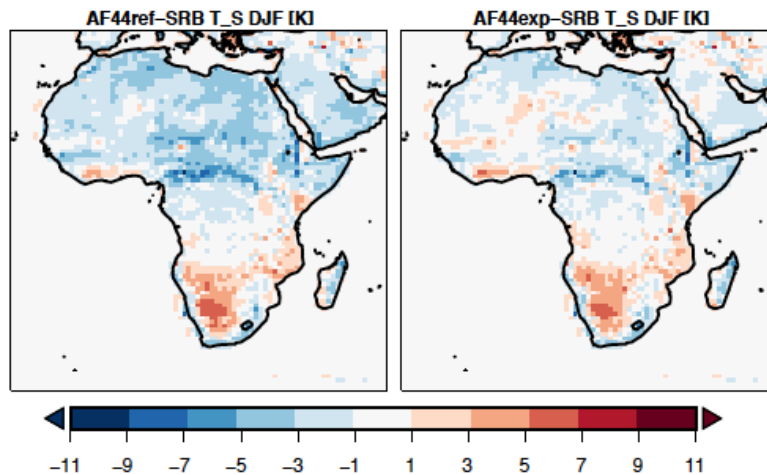 AF44ref-SRB T_S DJF [K]
AF44exp-SRB T_S DJF [K]
−11 −9 −7 −5 −3 −1 1 3 5 7 9 11